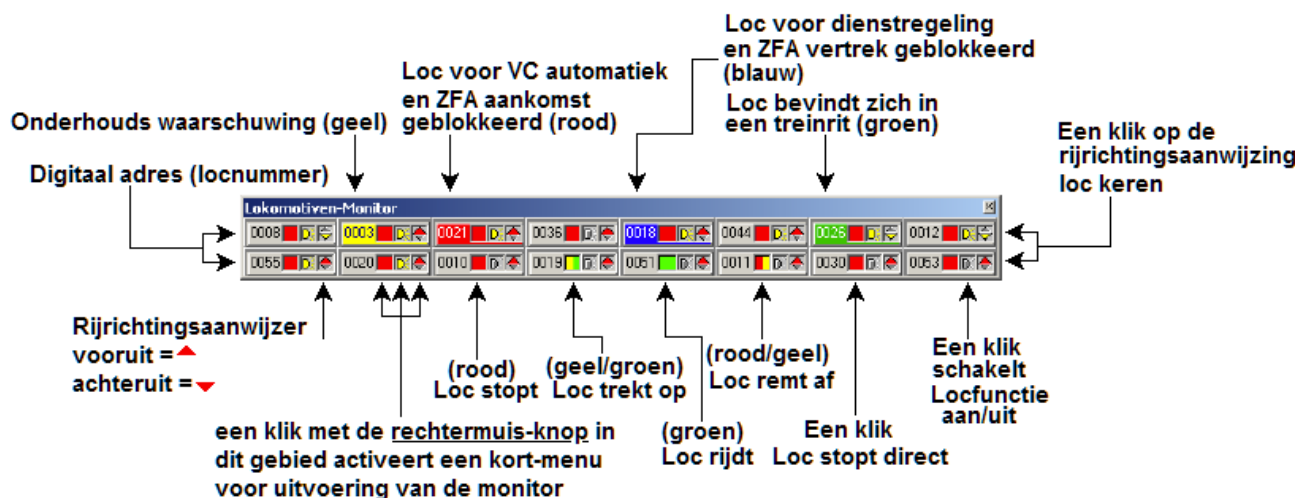 Loc voor dienstregeling
en ZFA vertrek geblokkeerd
(blauw)
Loc voor VC automatiek
en ZFA aankomst
geblokkeerd (rood)
Loc bevindt zich in
een treinrit (groen)
Onderhouds waarschuwing (geel)
Een klik op de
rijrichtingsaanwijzing
loc keren
Digitaal adres (locnummer)
Lokomotiven-Monitor
0008 D: 0003 D: 0021 D: 0036 D: 0018 D: 0044 D: 0026 D: 0012 D:
0055 D: 0020 D: 0010 D: 0019 D: 0051 D: 0011 D: 0030 D: 0053 D:
Rijrichtingsaanwijzer
vooruit =
achteruit =
(rood)
Loc stopt
(geel/groen)
Loc trekt op
(rood/geel)
Loc remt af
Een klik
schakelt
Locfunctie
aan/uit
een klik met de rechtermuis-knop in
dit gebied activeert een kort-menu
voor uitvoering van de monitor
(groen)
Loc rijdt
Een klik
Loc stopt direct